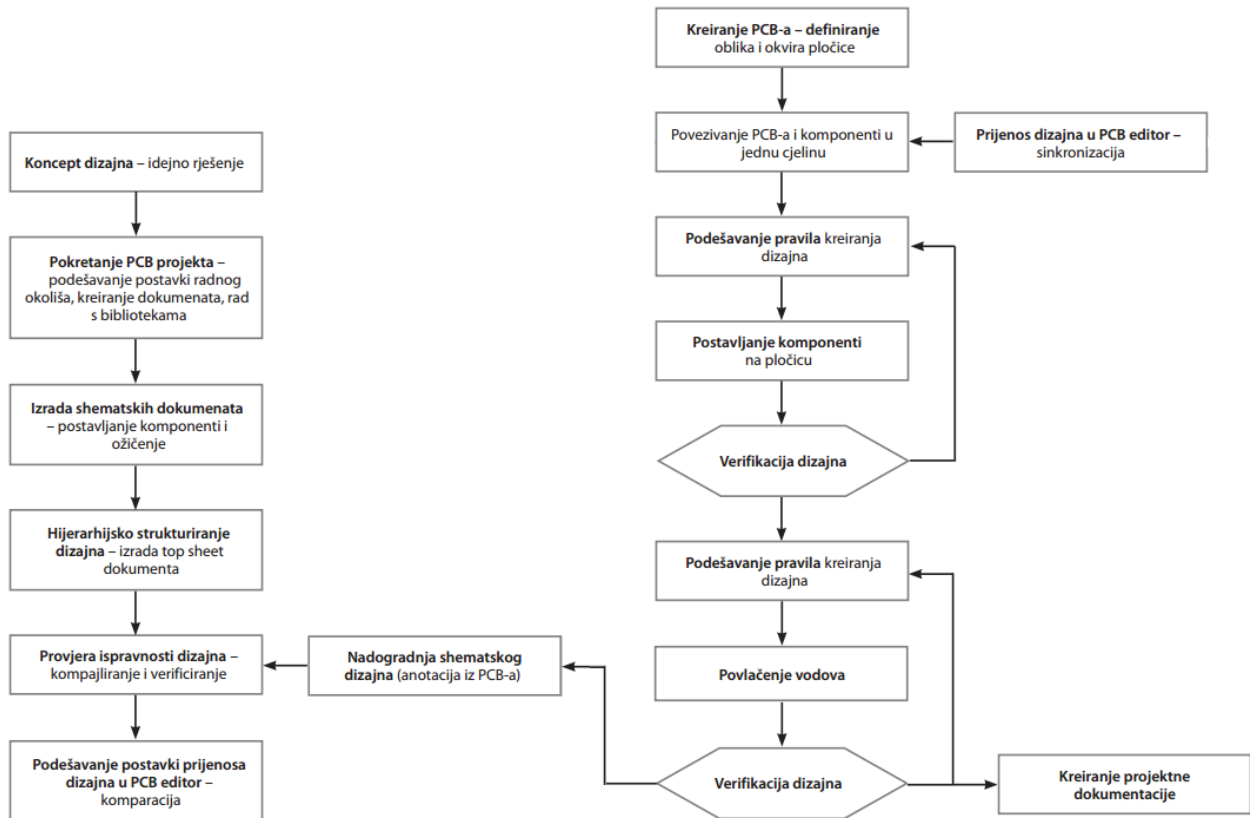 Koncept dizajna – idejno rješenje
Pokretanje PCB projekta –
podešavanje postavki radnog
okoliša, kreiranje dokumenata, rad
s bibliotekama
Izrada shematskih dokumenata
– postavljanje komponenti i
ožičenje
Hijerarhijsko strukturiranje
dizajna – izrada top sheet
dokumenta
Provjera ispravnosti dizajna –
kompajliranje i verificiranje
Podešavanje postavki prijenosa
dizajna u PCB editor –
komparacija
Nadogradnja shematskog
dizajna (anotacija iz PCB-a)
Kreiranje PCB-a – definiranje
oblika i okvira pločice
Povezivanje PCB-a i komponenti u
jednu cjelinu
Prijenos dizajna u PCB editor –
sinkronizacija
Podešavanje pravila kreiranja
dizajna
Postavljanje komponenti
na pločicu
Verifikacija dizajna
Podešavanje pravila kreiranja
dizajna
Povlačenje vodova
Verifikacija dizajna
Kreiranje projektne
dokumentacije